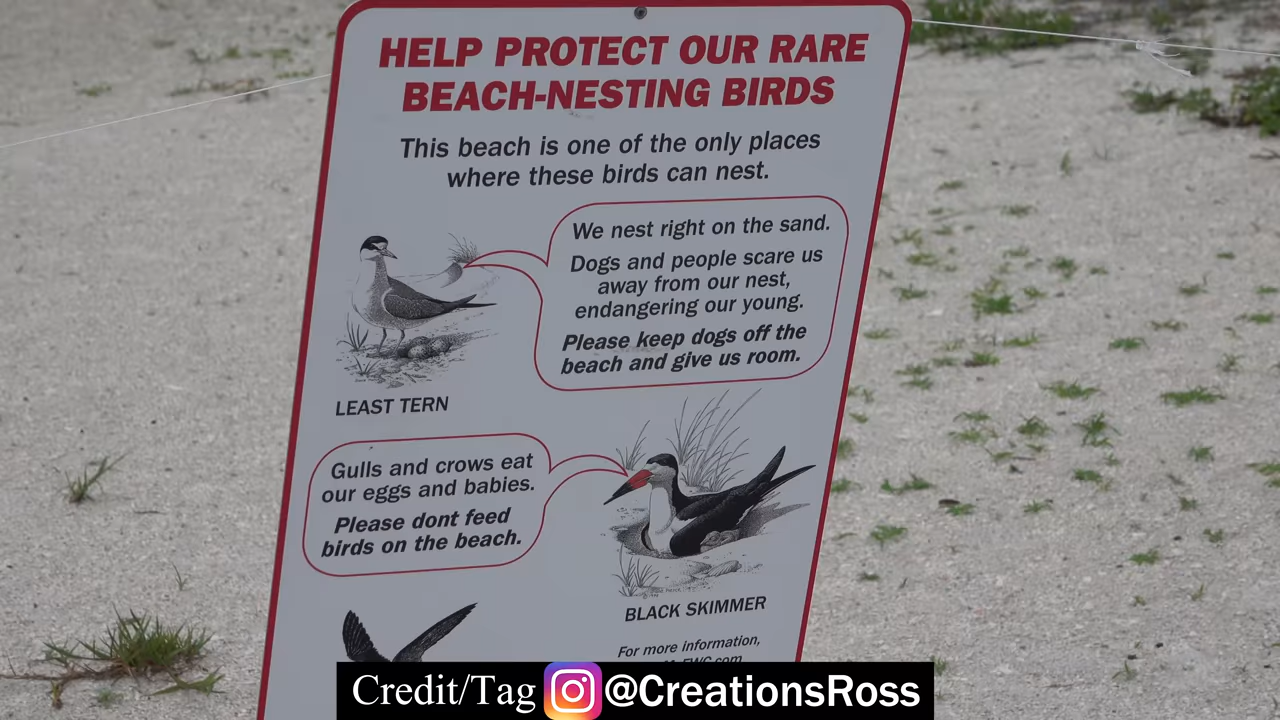 HELP PROTECT OUR RARE
BEACH-NESTING BIRDS
This beach is one of the only places
where these birds can nest.
We nest right on the sand.
Dogs and people scare us
away from our nest,
endangering our young.
Please keep dogs off the
beach and give us room.
LEAST TERN
Gulls and crows eat
our eggs and babies.
Please dont feed
birds on the beach.
BLACK SKIMMER
For more information,
Credit/Tag @CreationsRoss